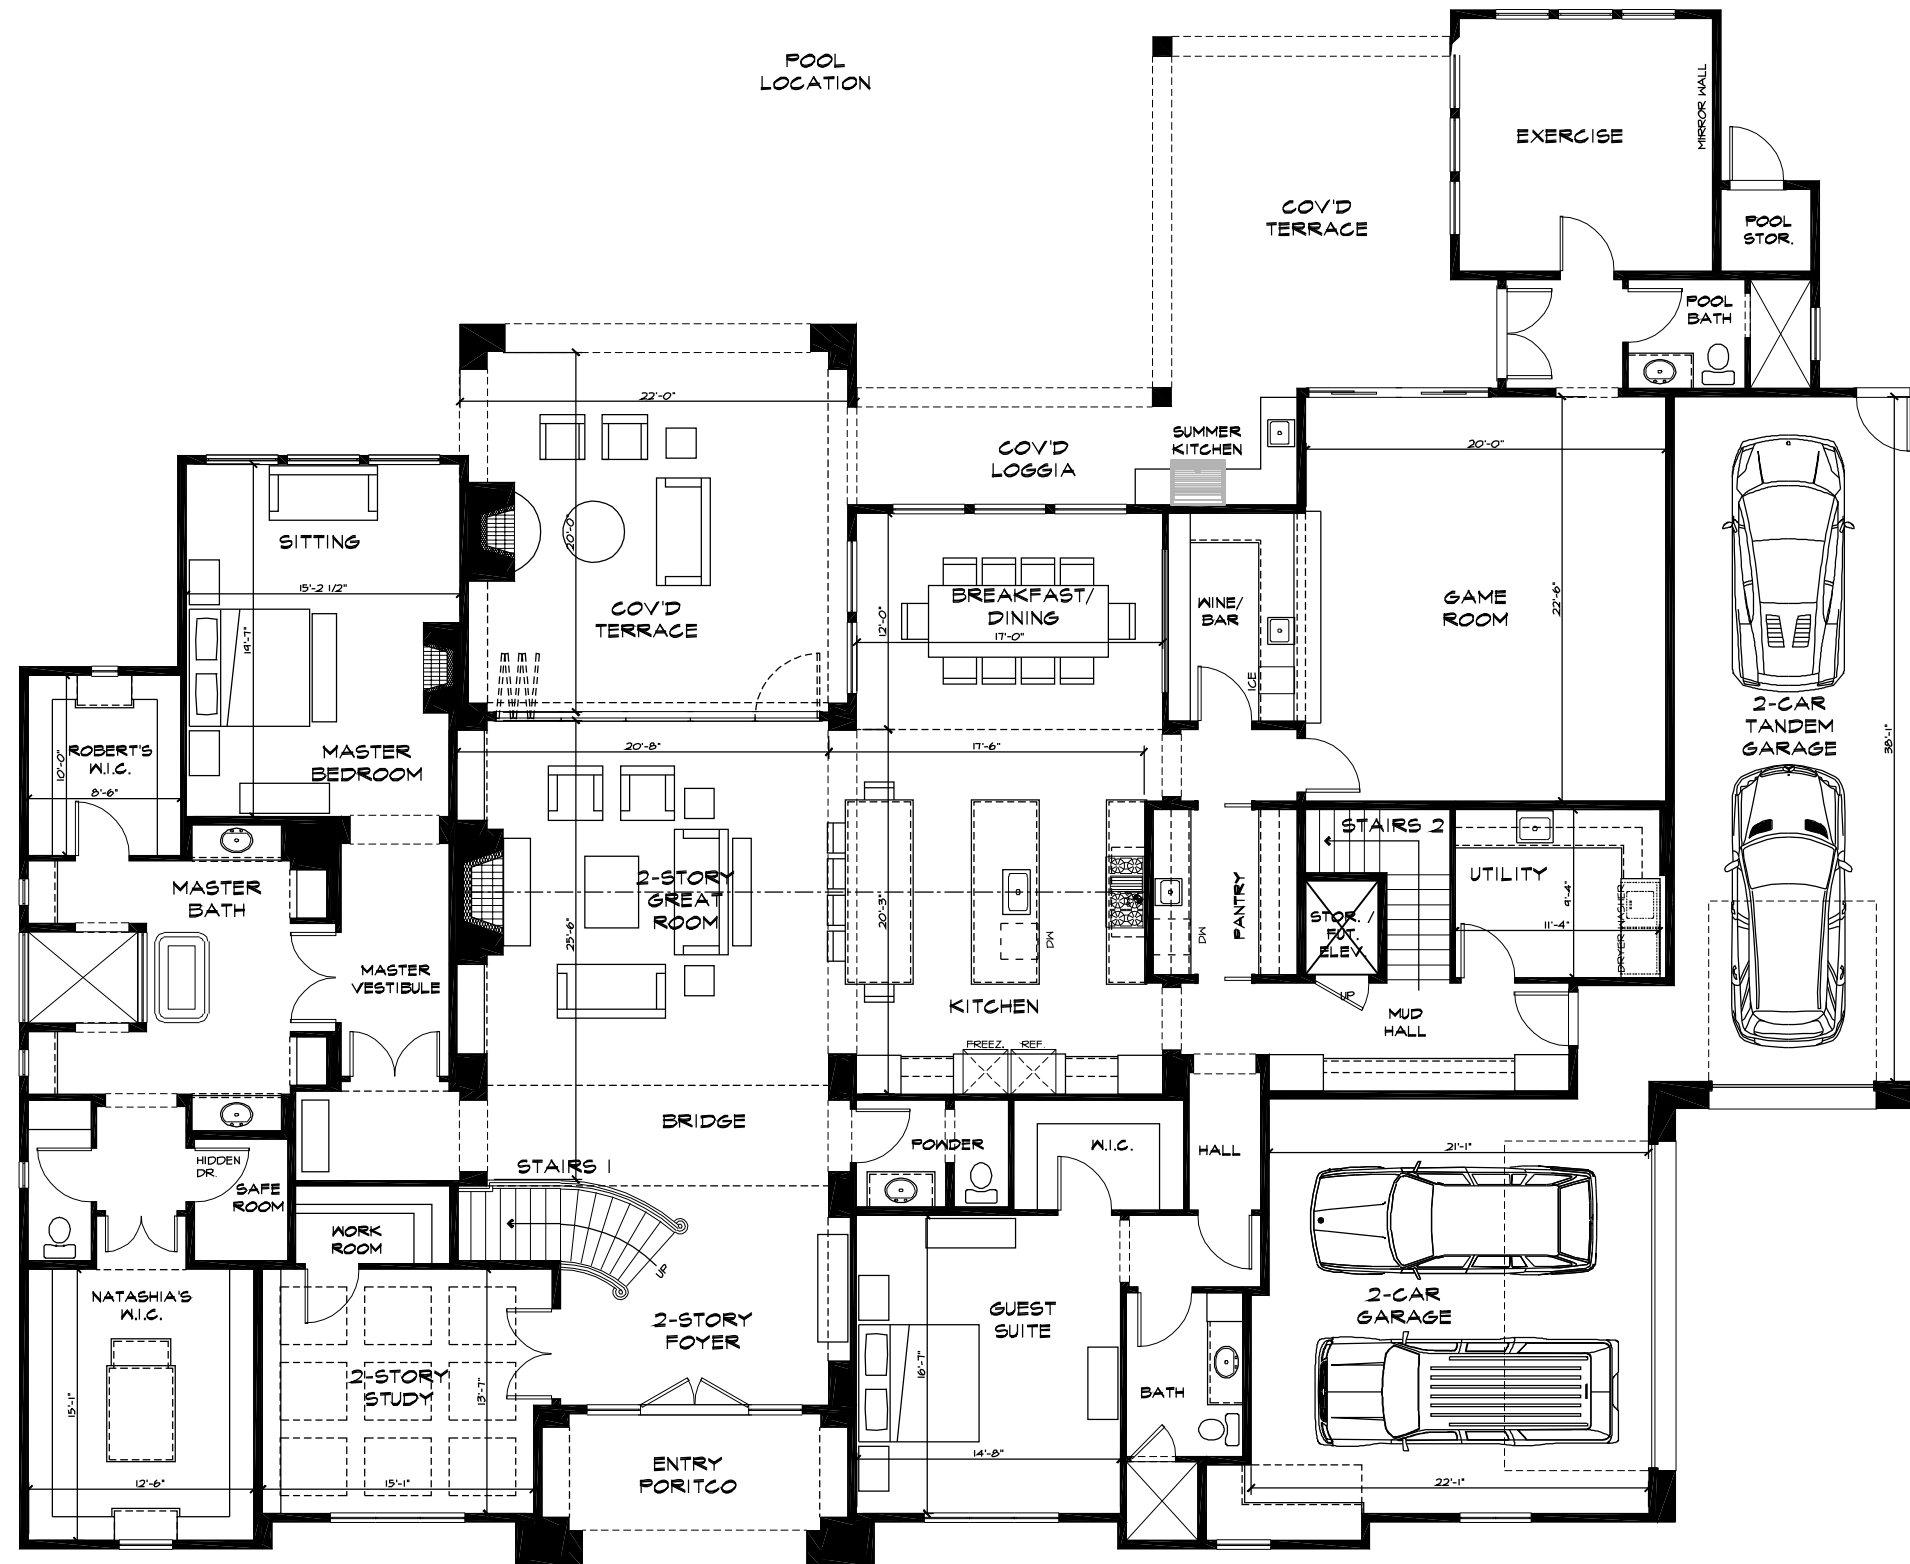 POOL
LOCATION
MIRROR WALL
EXERCISE
COV'D
TERRACE
POOL
STOR.
POOL
BATH
22'-0"
SUMMER
KITCHEN
COV'D
LOGGIA
20'-0"
SITTING
20'-0"
15'-2 1/2"
19'-7"
COV'D
TERRACE
BREAKFAST/
DINING
17'-0"
12'-0"
WINE/
BAR
ICE
GAME
ROOM
22'-6"
2-CAR
TANDEM
GARAGE
38'-1"
ROBERT'S
W.I.C.
10'-0"
8'-6"
MASTER
BEDROOM
20'-8"
17'-6"
STAIRS 2
MASTER
BATH
2-STORY
GREAT
ROOM
25'-6"
20'-3"
DW
KITCHEN
DW
PANTRY
STOR. /
FUT.
ELEV.
UP
UTILITY
9'-4"
11'-4"
DRYER WASHER
MASTER
VESTIBULE
MUD
HALL
FREEZ.
REF.
BRIDGE
STAIRS 1
UP
POWDER
W.I.C.
HALL
21'-1"
HIDDEN
DR.
SAFE
ROOM
WORK
ROOM
NATASHIA'S
W.I.C.
15'-1"
12'-6"
2-STORY
STUDY
13'-7"
15'-1"
2-STORY
FOYER
ENTRY
PORITCO
GUEST
SUITE
16'-7"
14'-8"
BATH
2-CAR
GARAGE
22'-1"